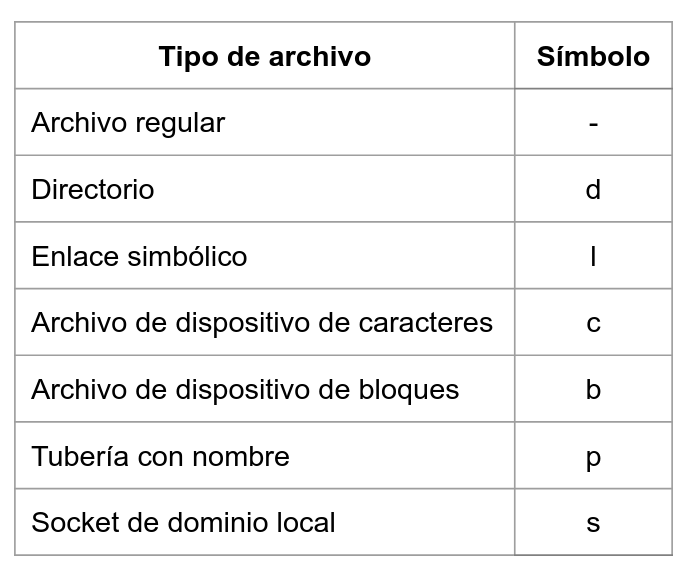 Tipo de archivo Símbolo
Archivo regular -
Directorio d
Enlace simbólico l
Archivo de dispositivo de caracteres c
Archivo de dispositivo de bloques b
Tubería con nombre p
Socket de dominio local s